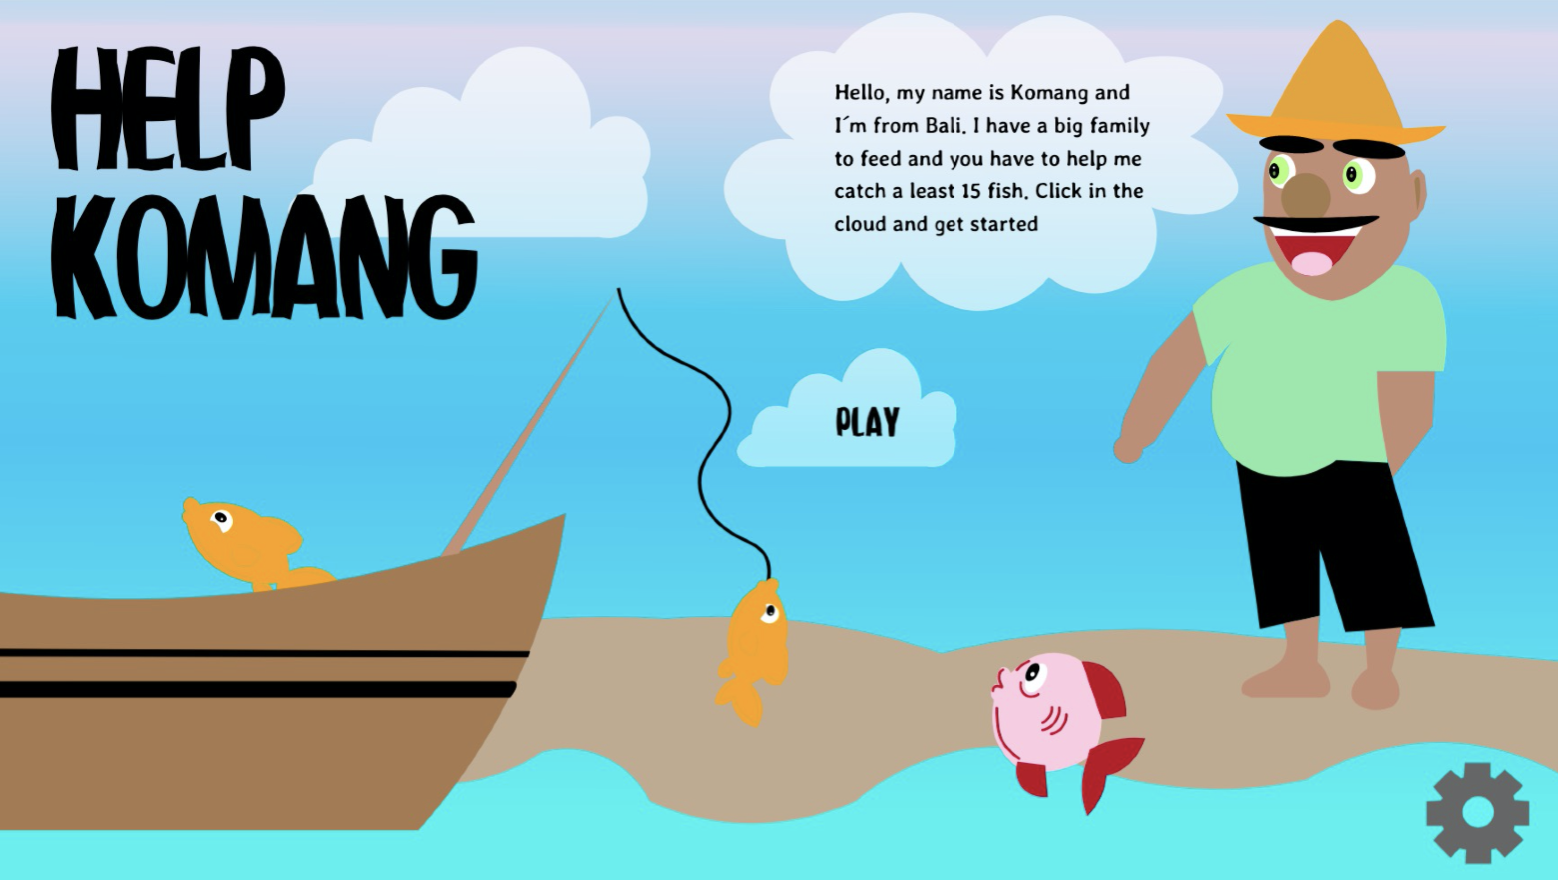 HELP
KOMANG
Hello, my name is Komang and
I´m from Bali. I have a big family
to feed and you have to help me
catch a least 15 fish. Click in the
cloud and get started
PLAY